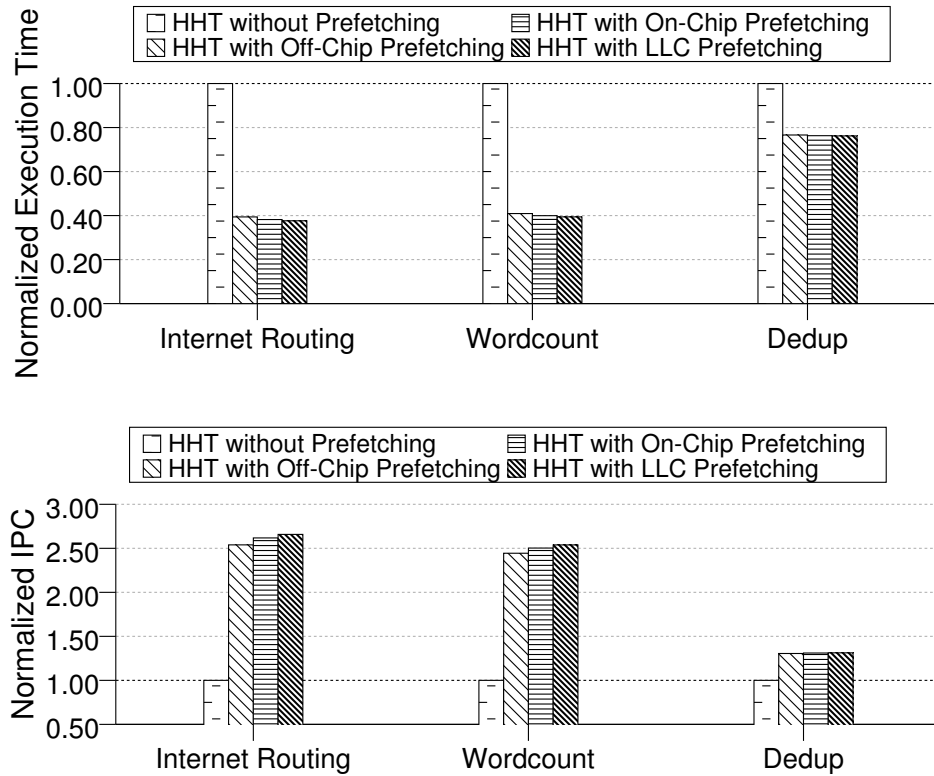 HHT without Prefetching HHT with On-Chip Prefetching
HHT with Off-Chip Prefetching HHT with LLC Prefetching
Normalized Execution Time
1.00
0.80
0.60
0.40
0.20
0.00
Internet Routing Wordcount Dedup
HHT without Prefetching HHT with On-Chip Prefetching
HHT with Off-Chip Prefetching HHT with LLC Prefetching
Normalized IPC
3.00
2.50
2.00
1.50
1.00
0.50
Internet Routing Wordcount Dedup